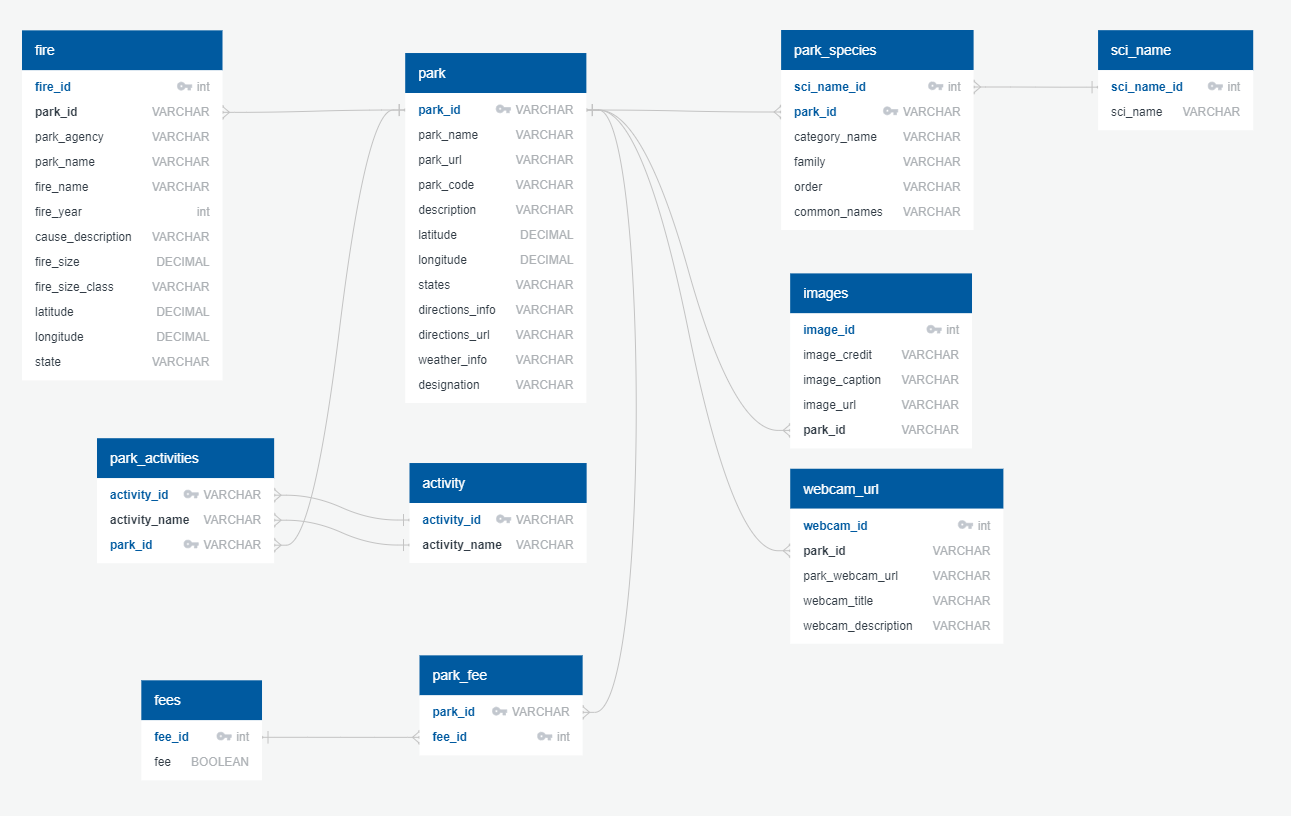 fire
fire_id int
park_id VARCHAR
park_agency VARCHAR
park_name VARCHAR
fire_name VARCHAR
fire_year int
cause_description VARCHAR
fire_size DECIMAL
fire_size_class VARCHAR
latitude DECIMAL
longitude DECIMAL
state VARCHAR
park
park_id VARCHAR
park_name VARCHAR
park_url VARCHAR
park_code VARCHAR
description VARCHAR
latitude DECIMAL
longitude DECIMAL
states VARCHAR
directions_info VARCHAR
directions_url VARCHAR
weather_info VARCHAR
designation VARCHAR
park_species
sci_name_id int
park_id VARCHAR
category_name VARCHAR
family VARCHAR
order VARCHAR
common_names VARCHAR
sci_name
sci_name_id int
sci_name VARCHAR
images
image_id int
image_credit VARCHAR
image_caption VARCHAR
image_url VARCHAR
park_id VARCHAR
park_activities
activity_id VARCHAR
activity_name VARCHAR
park_id VARCHAR
activity
activity_id VARCHAR
activity_name VARCHAR
webcam_url
webcam_id int
park_id VARCHAR
park_webcam_url VARCHAR
webcam_title VARCHAR
webcam_description VARCHAR
fees
fee_id int
fee BOOLEAN
park_fee
park_id VARCHAR
fee_id int